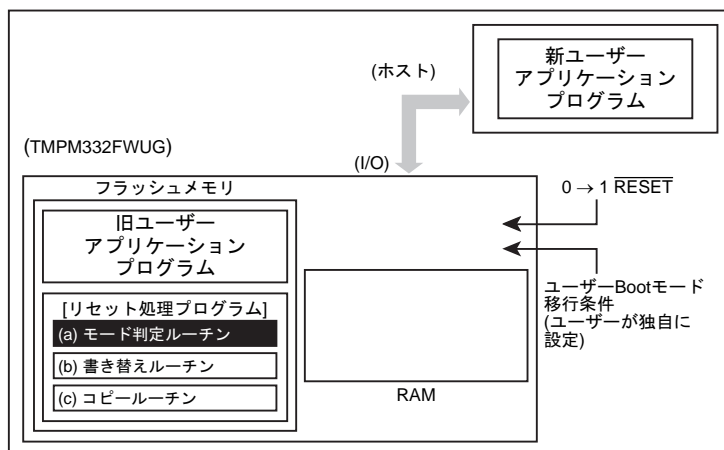 新ユーザー
アプリケーション
プログラム
(ホスト)
(TMPM332FWUG)
(I/O)
フラッシュメモリ
0 → 1 RESET
旧ユーザー
アプリケーション
プログラム
ユーザーBootモード
移行条件
(ユーザーが独自に
設定)
[リセット処理プログラム]
(a) モード判定ルーチン
(b) 書き替えルーチン
(c) コピールーチン
RAM